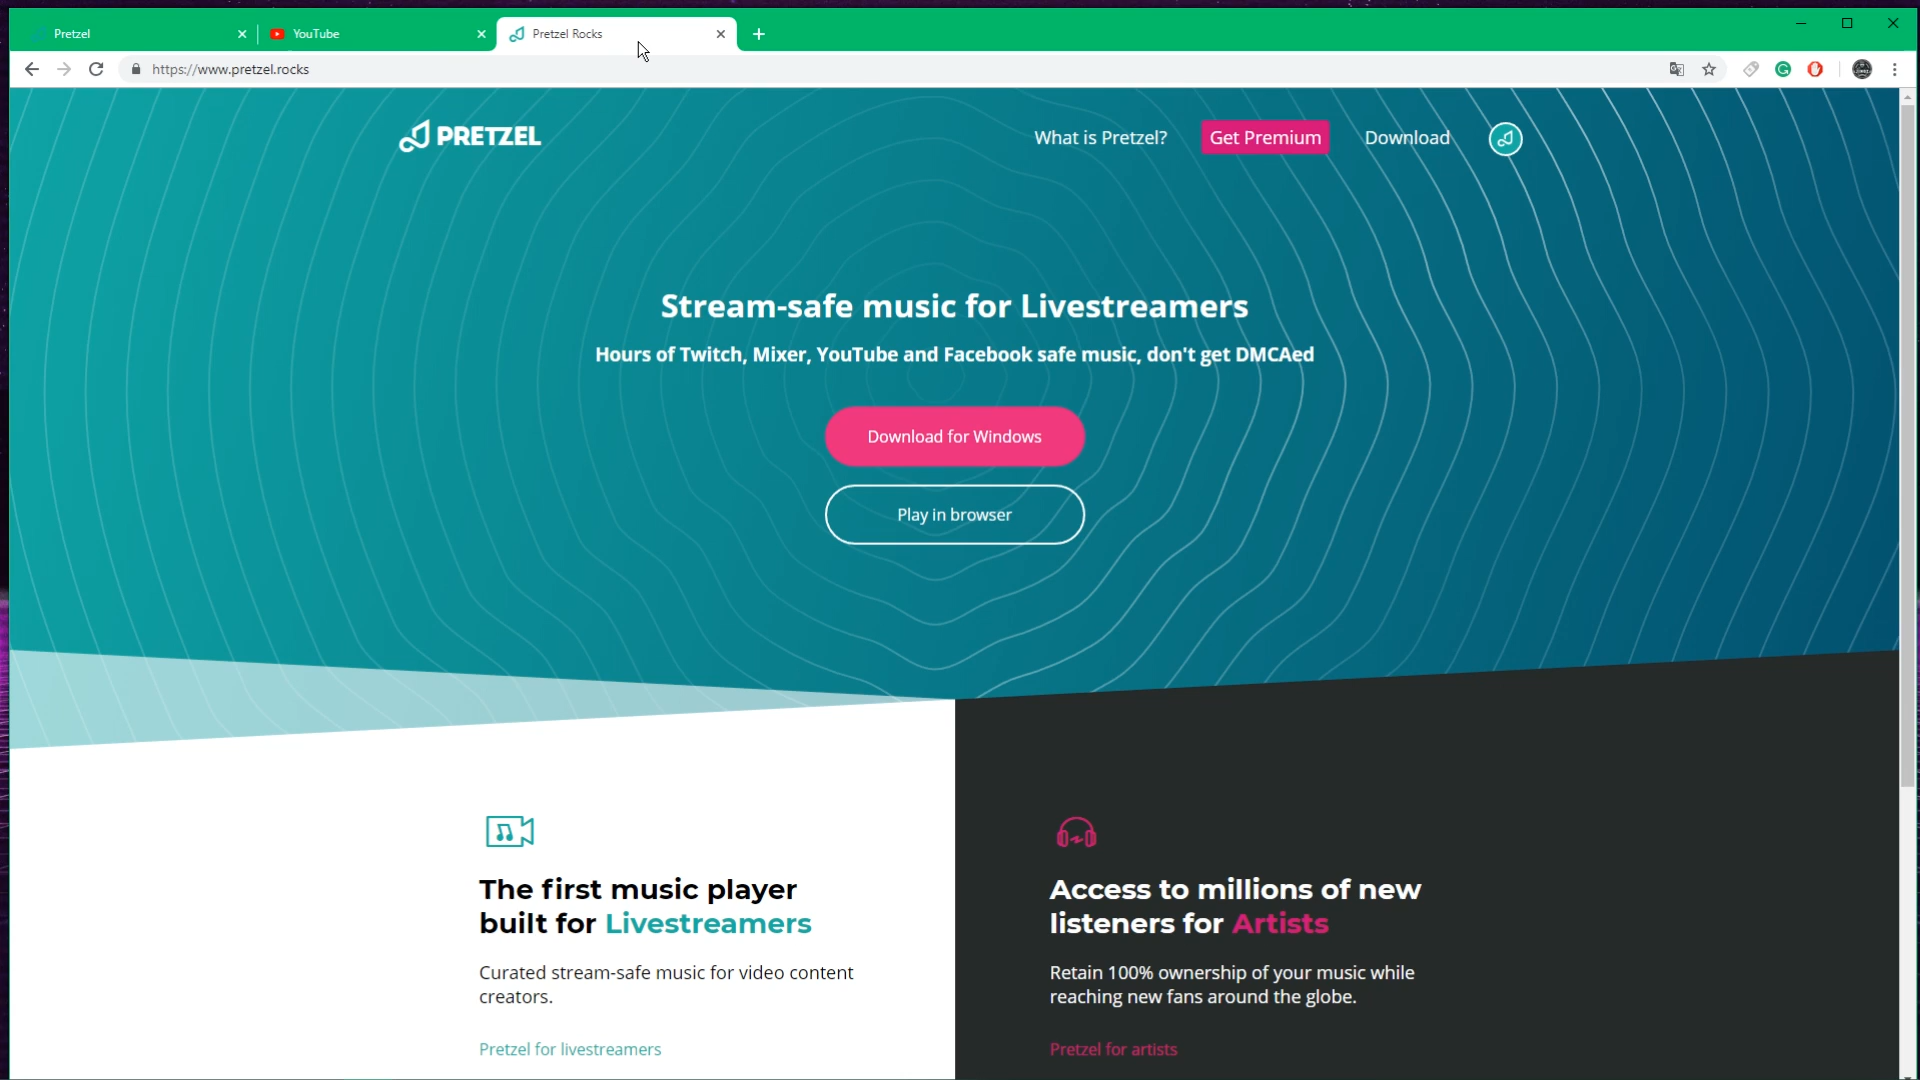 Pretzel
YouTube
Pretzel Rocks
https://www.pretzel.rocks
PRETZEL
What is Pretzel?
Get Premium
Download
Stream-safe music for Livestreamers
Hours of Twitch, Mixer, YouTube and Facebook safe music, don't get DMCAed
Download for Windows
Play in browser
The first music player
built for Livestreamers
Curated stream-safe music for video content
creators.
Pretzel for livestreamers
Access to millions of new
listeners for Artists
Retain 100% ownership of your music while
reaching new fans around the globe.
Pretzel for artists